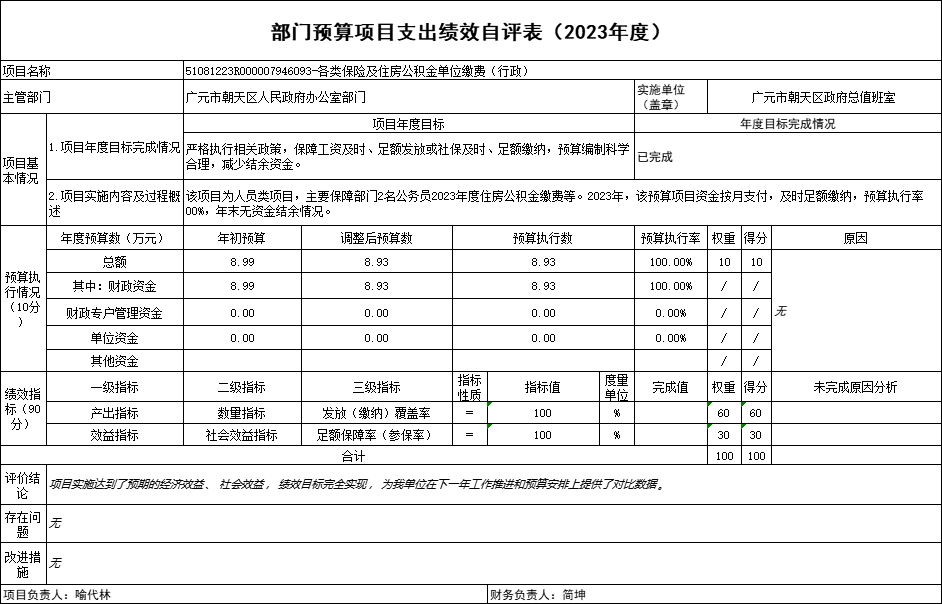 部门预算项目支出绩效自评表（2023年度）
项目名称 51081223R000007946093-各类保险及住房公积金单位缴费（行政）
主管部门 广元市朝天区人民政府办公室部门 实施单位（盖章） 广元市朝天区政府总值班室
项目基本情况 1.项目年度目标完成情况 项目年度目标 年度目标完成情况
严格执行相关政策，保障工资及时、足额发放或社保及时、足额缴纳，预算编制科学
合理，减少结余资金。
已完成
2.项目实施内容及过程概述
该项目为人员类项目，主要保障部门2名公务员2023年度住房公积金缴费等。2023年，该预算项目资金按月支付，及时足额缴纳，预算执行率
00%，年末无资金结余情况。
预算执行情况（10分） 年度预算数（万元） 年初预算 调整后预算数 预算执行数 预算执行率 权重 得分 原因
总额 8.99 8.93 8.93 100.00% 10 10 无
其中：财政资金 8.99 8.93 8.93 100.00% / /
财政专户管理资金 0.00 0.00 0.00 0.00% / /
单位资金 0.00 0.00 0.00 0.00% / /
其他资金 / /
绩效指标（90分） 一级指标 二级指标 三级指标 指标性质 指标值 度量单位 完成值 权重 得分 未完成原因分析
产出指标 数量指标 发放（缴纳）覆盖率 ＝ 100 % 60 60
效益指标 社会效益指标 足额保障率（参保率） ＝ 100 % 30 30
合计 100 100
评价结论 项目实施达到了预期的经济效益、社会效益，绩效目标完全实现，为我单位在下一年工作推进和预算安排上提供了对比数据。
存在问题 无
改进措施 无
项目负责人：喻代林 财务负责人：简坤